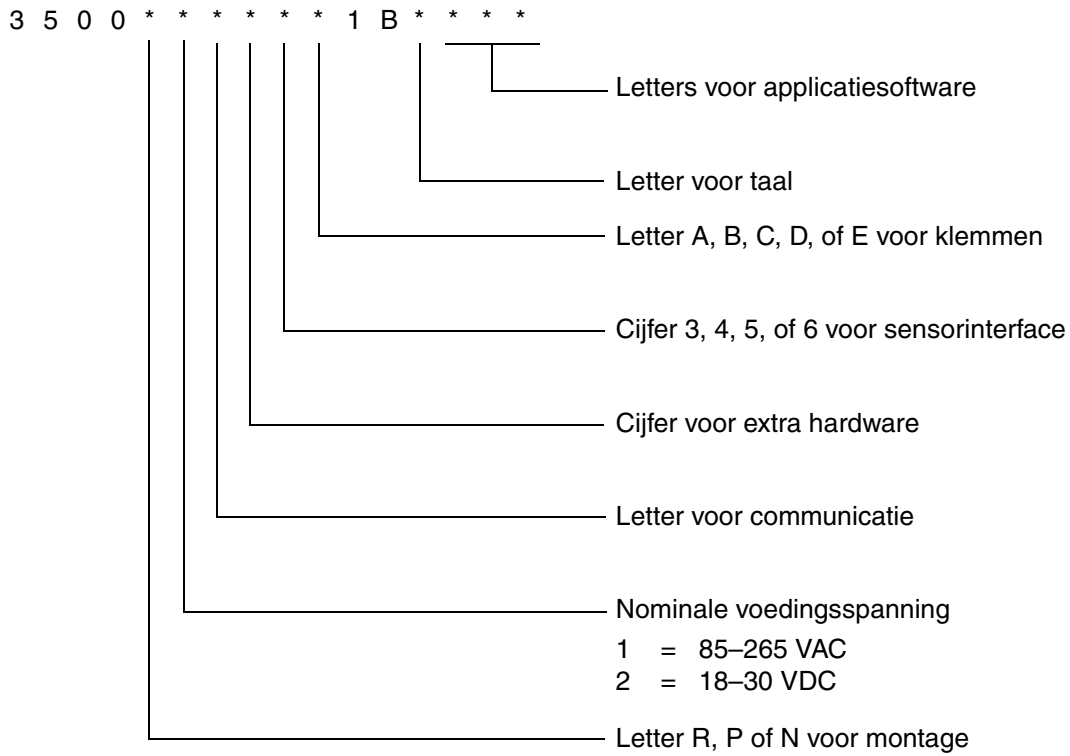 3 5 0 0 * * * * * * 1 B * * * *
Letters voor applicatiesoftware
Letter voor taal
Letter A, B, C, D, of E voor klemmen
Cijfer 3, 4, 5, of 6 voor sensorinterface
Cijfer voor extra hardware
Letter voor communicatie
Nominale voedingsspanning
1 = 85–265 VAC
2 = 18–30 VDC
Letter R, P of N voor montage